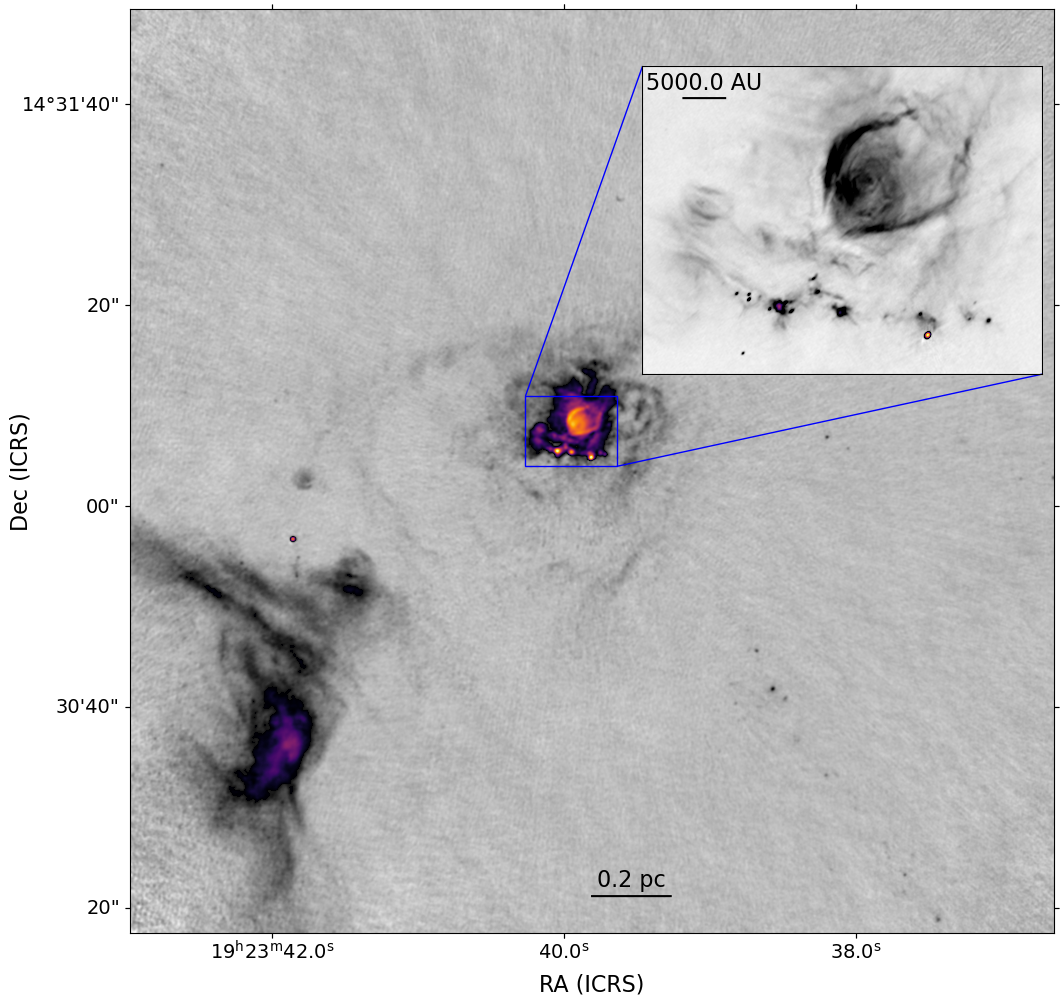 5000.0 AU
14°31'40"
20"
00"
30'40"
20"
Dec (ICRS)
0.2 pc
19ʰ23ᵐ42.0ˢ
40.0ˢ
38.0ˢ
RA (ICRS)